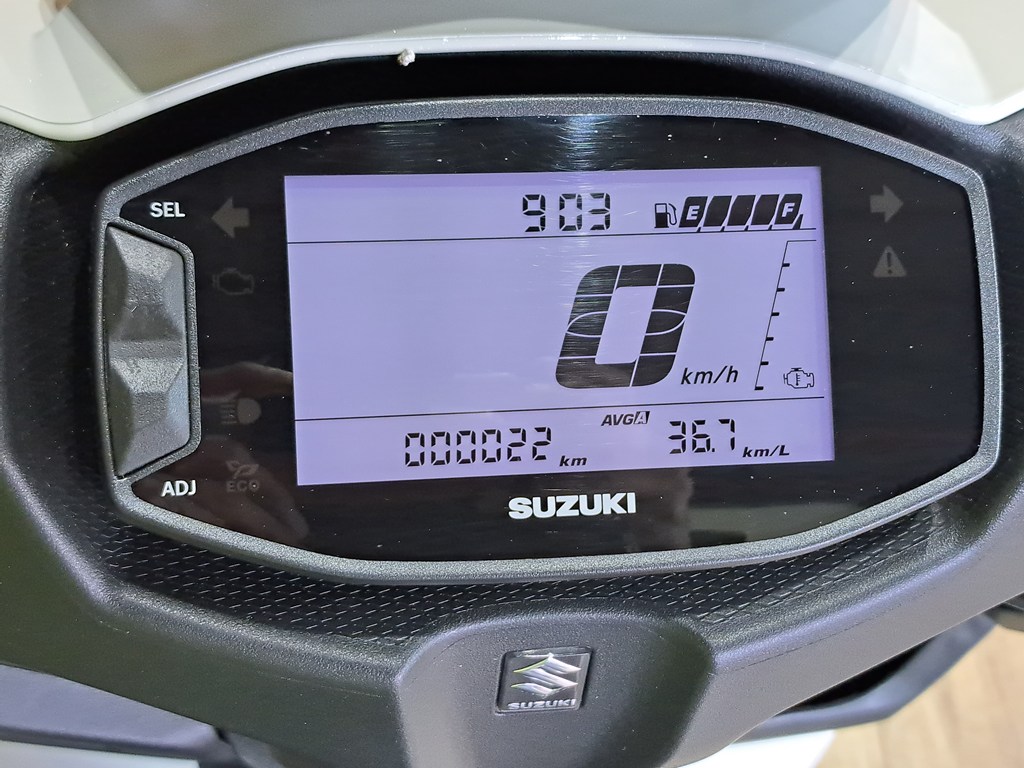 SEL
903
E F
0 km/h
AVG A
000022 km 36.7 km/L
ADJ
ECO
SUZUKI
SUZUKI